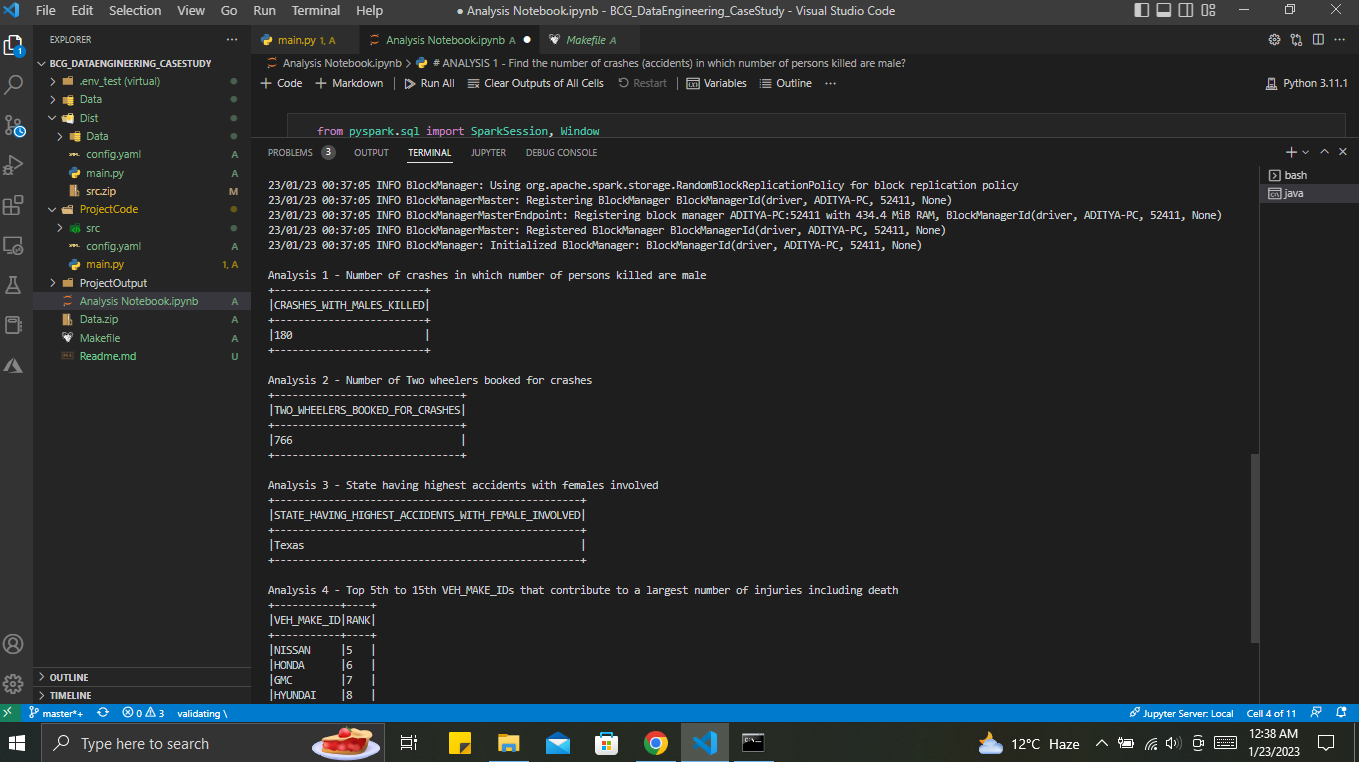 File Edit Selection View Go Run Terminal Help
● Analysis Notebook.ipynb - BCG_DataEngineering_CaseStudy - Visual Studio Code
EXPLORER ...
BCG_DATAENGINEERING_CASESTUDY
.env_test (virtual)
Data
Dist
Data
config.yaml A
main.py A
src.zip M
ProjectCode
src
config.yaml A
main.py 1, A
ProjectOutput
Analysis Notebook.ipynb A
Data.zip A
Makefile A
Readme.md U
OUTLINE
TIMELINE
main.py 1, A
Analysis Notebook.ipynb A ●
Makefile A
Analysis Notebook.ipynb > # ANALYSIS 1 - Find the number of crashes (accidents) in which number of persons killed are male?
+ Code + Markdown Run All Clear Outputs of All Cells Restart Variables Outline ... Python 3.11.1
from pyspark.sql import SparkSession, Window
PROBLEMS 3 OUTPUT TERMINAL JUPYTER DEBUG CONSOLE
bash
java
23/01/23 00:37:05 INFO BlockManager: Using org.apache.spark.storage.RandomBlockReplicationPolicy for block replication policy
23/01/23 00:37:05 INFO BlockManagerMaster: Registering BlockManager BlockManagerId(driver, ADITYA-PC, 52411, None)
23/01/23 00:37:05 INFO BlockManagerMasterEndpoint: Registering block manager ADITYA-PC:52411 with 434.4 MiB RAM, BlockManagerId(driver, ADITYA-PC, 52411, None)
23/01/23 00:37:05 INFO BlockManagerMaster: Registered BlockManager BlockManagerId(driver, ADITYA-PC, 52411, None)
23/01/23 00:37:05 INFO BlockManager: Initialized BlockManager: BlockManagerId(driver, ADITYA-PC, 52411, None)
Analysis 1 - Number of crashes in which number of persons killed are male
+------------------------+
|CRASHES_WITH_MALES_KILLED|
+------------------------+
|180                     |
+------------------------+
Analysis 2 - Number of Two wheelers booked for crashes
+------------------------------+
|TWO_WHEELERS_BOOKED_FOR_CRASHES|
+------------------------------+
|766                           |
+------------------------------+
Analysis 3 - State having highest accidents with females involved
+--------------------------------------------------+
|STATE_HAVING_HIGHEST_ACCIDENTS_WITH_FEMALE_INVOLVED|
+--------------------------------------------------+
|Texas                                             |
+--------------------------------------------------+
Analysis 4 - Top 5th to 15th VEH_MAKE_IDs that contribute to a largest number of injuries including death
+-----------+----+
|VEH_MAKE_ID|RANK|
+-----------+----+
|NISSAN     |5   |
|HONDA      |6   |
|GMC        |7   |
|HYUNDAI    |8   |
master*+ 0 3 validating \ Jupyter Server: Local Cell 4 of 11
Type here to search
12°C Haze
12:38 AM
1/23/2023